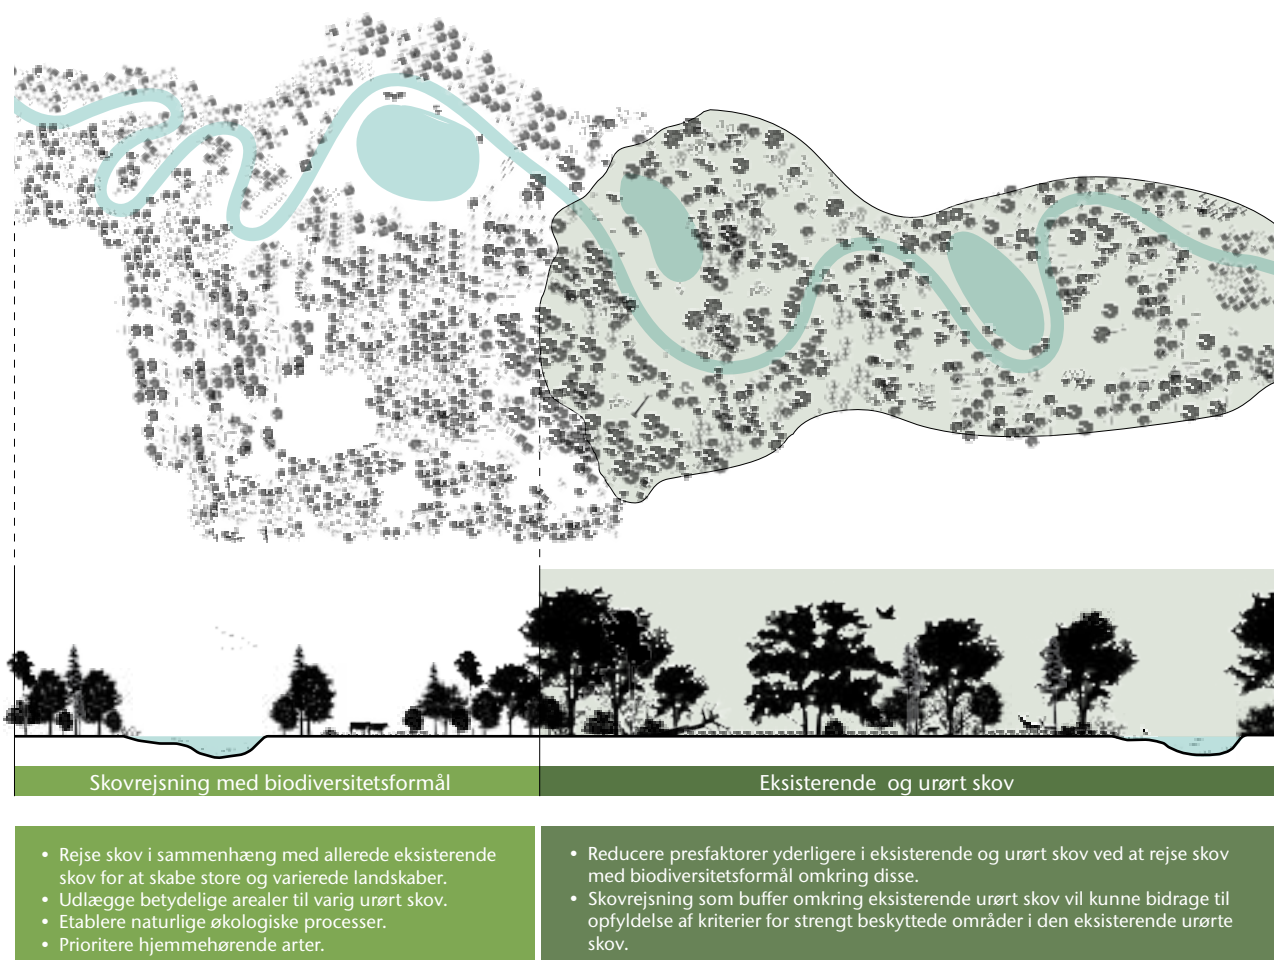 Skovrejsning med biodiversitetsformål
Eksisterende og urørt skov
• Rejse skov i sammenhæng med allerede eksisterende
skov for at skabe store og varierede landskaber.
• Udlægge betydelige arealer til varig urørt skov.
• Etablere naturlige økologiske processer.
• Prioritere hjemmehørende arter.
• Reducere presfaktorer yderligere i eksisterende og urørt skov ved at rejse skov
med biodiversitetsformål omkring disse.
• Skovrejsning som buffer omkring eksisterende urørt skov vil kunne bidrage til
opfyldelse af kriterier for strengt beskyttede områder i den eksisterende urørte
skov.